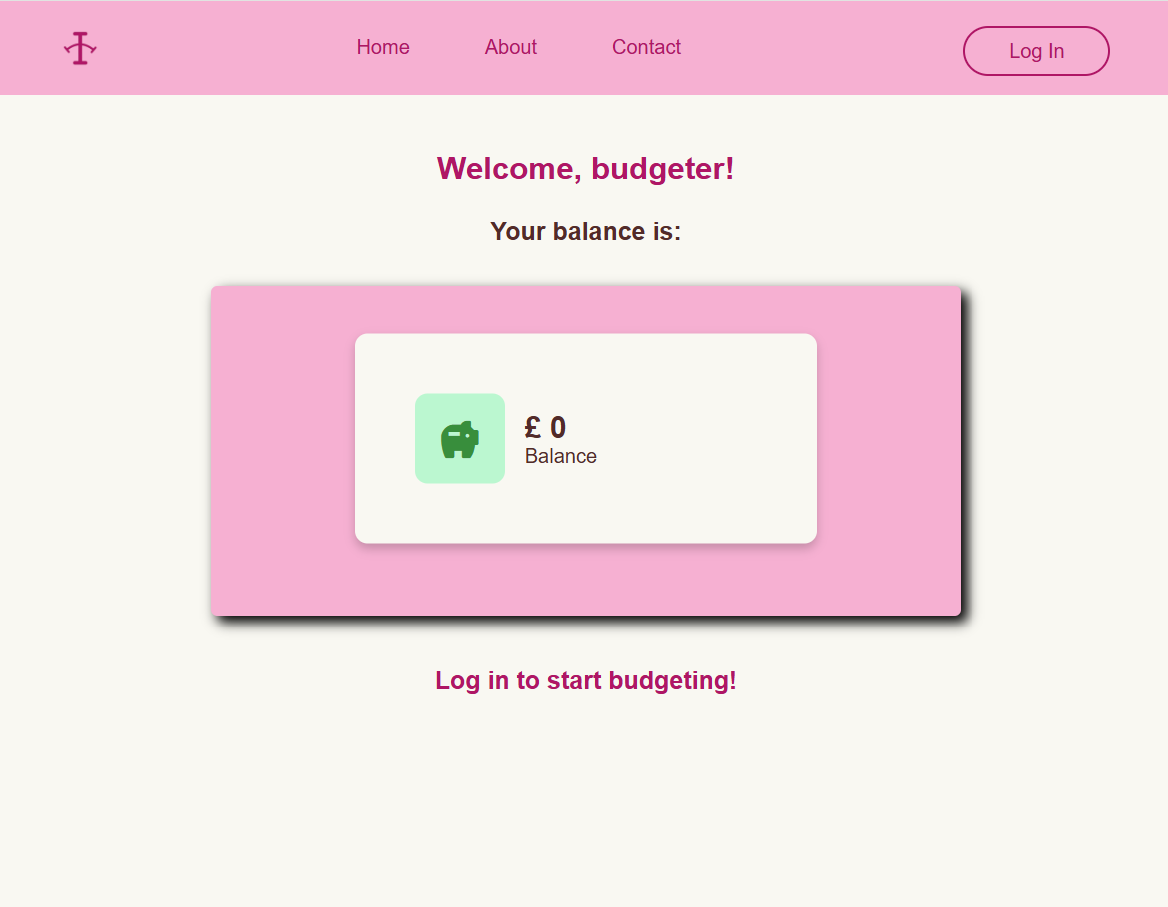 Home About Contact Log In
Welcome, budgeter!
Your balance is:
£ 0
Balance
Log in to start budgeting!